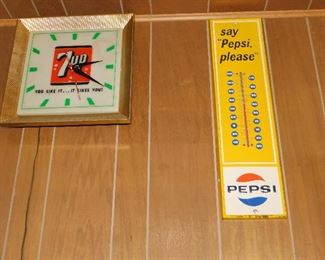 7UP
YOU LIKE IT...IT LIKES YOU!
say
"Pepsi,
please"
PEPSI